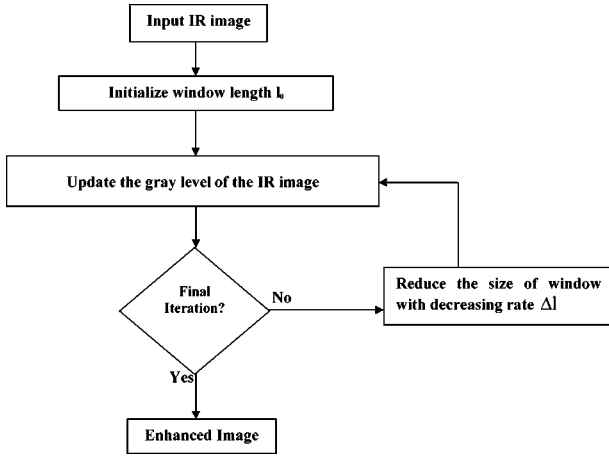 Input IR image
Initialize window length l₀
Update the gray level of the IR image
Final
Iteration?
No
Reduce the size of window
with decreasing rate Δl
Yes
Enhanced Image